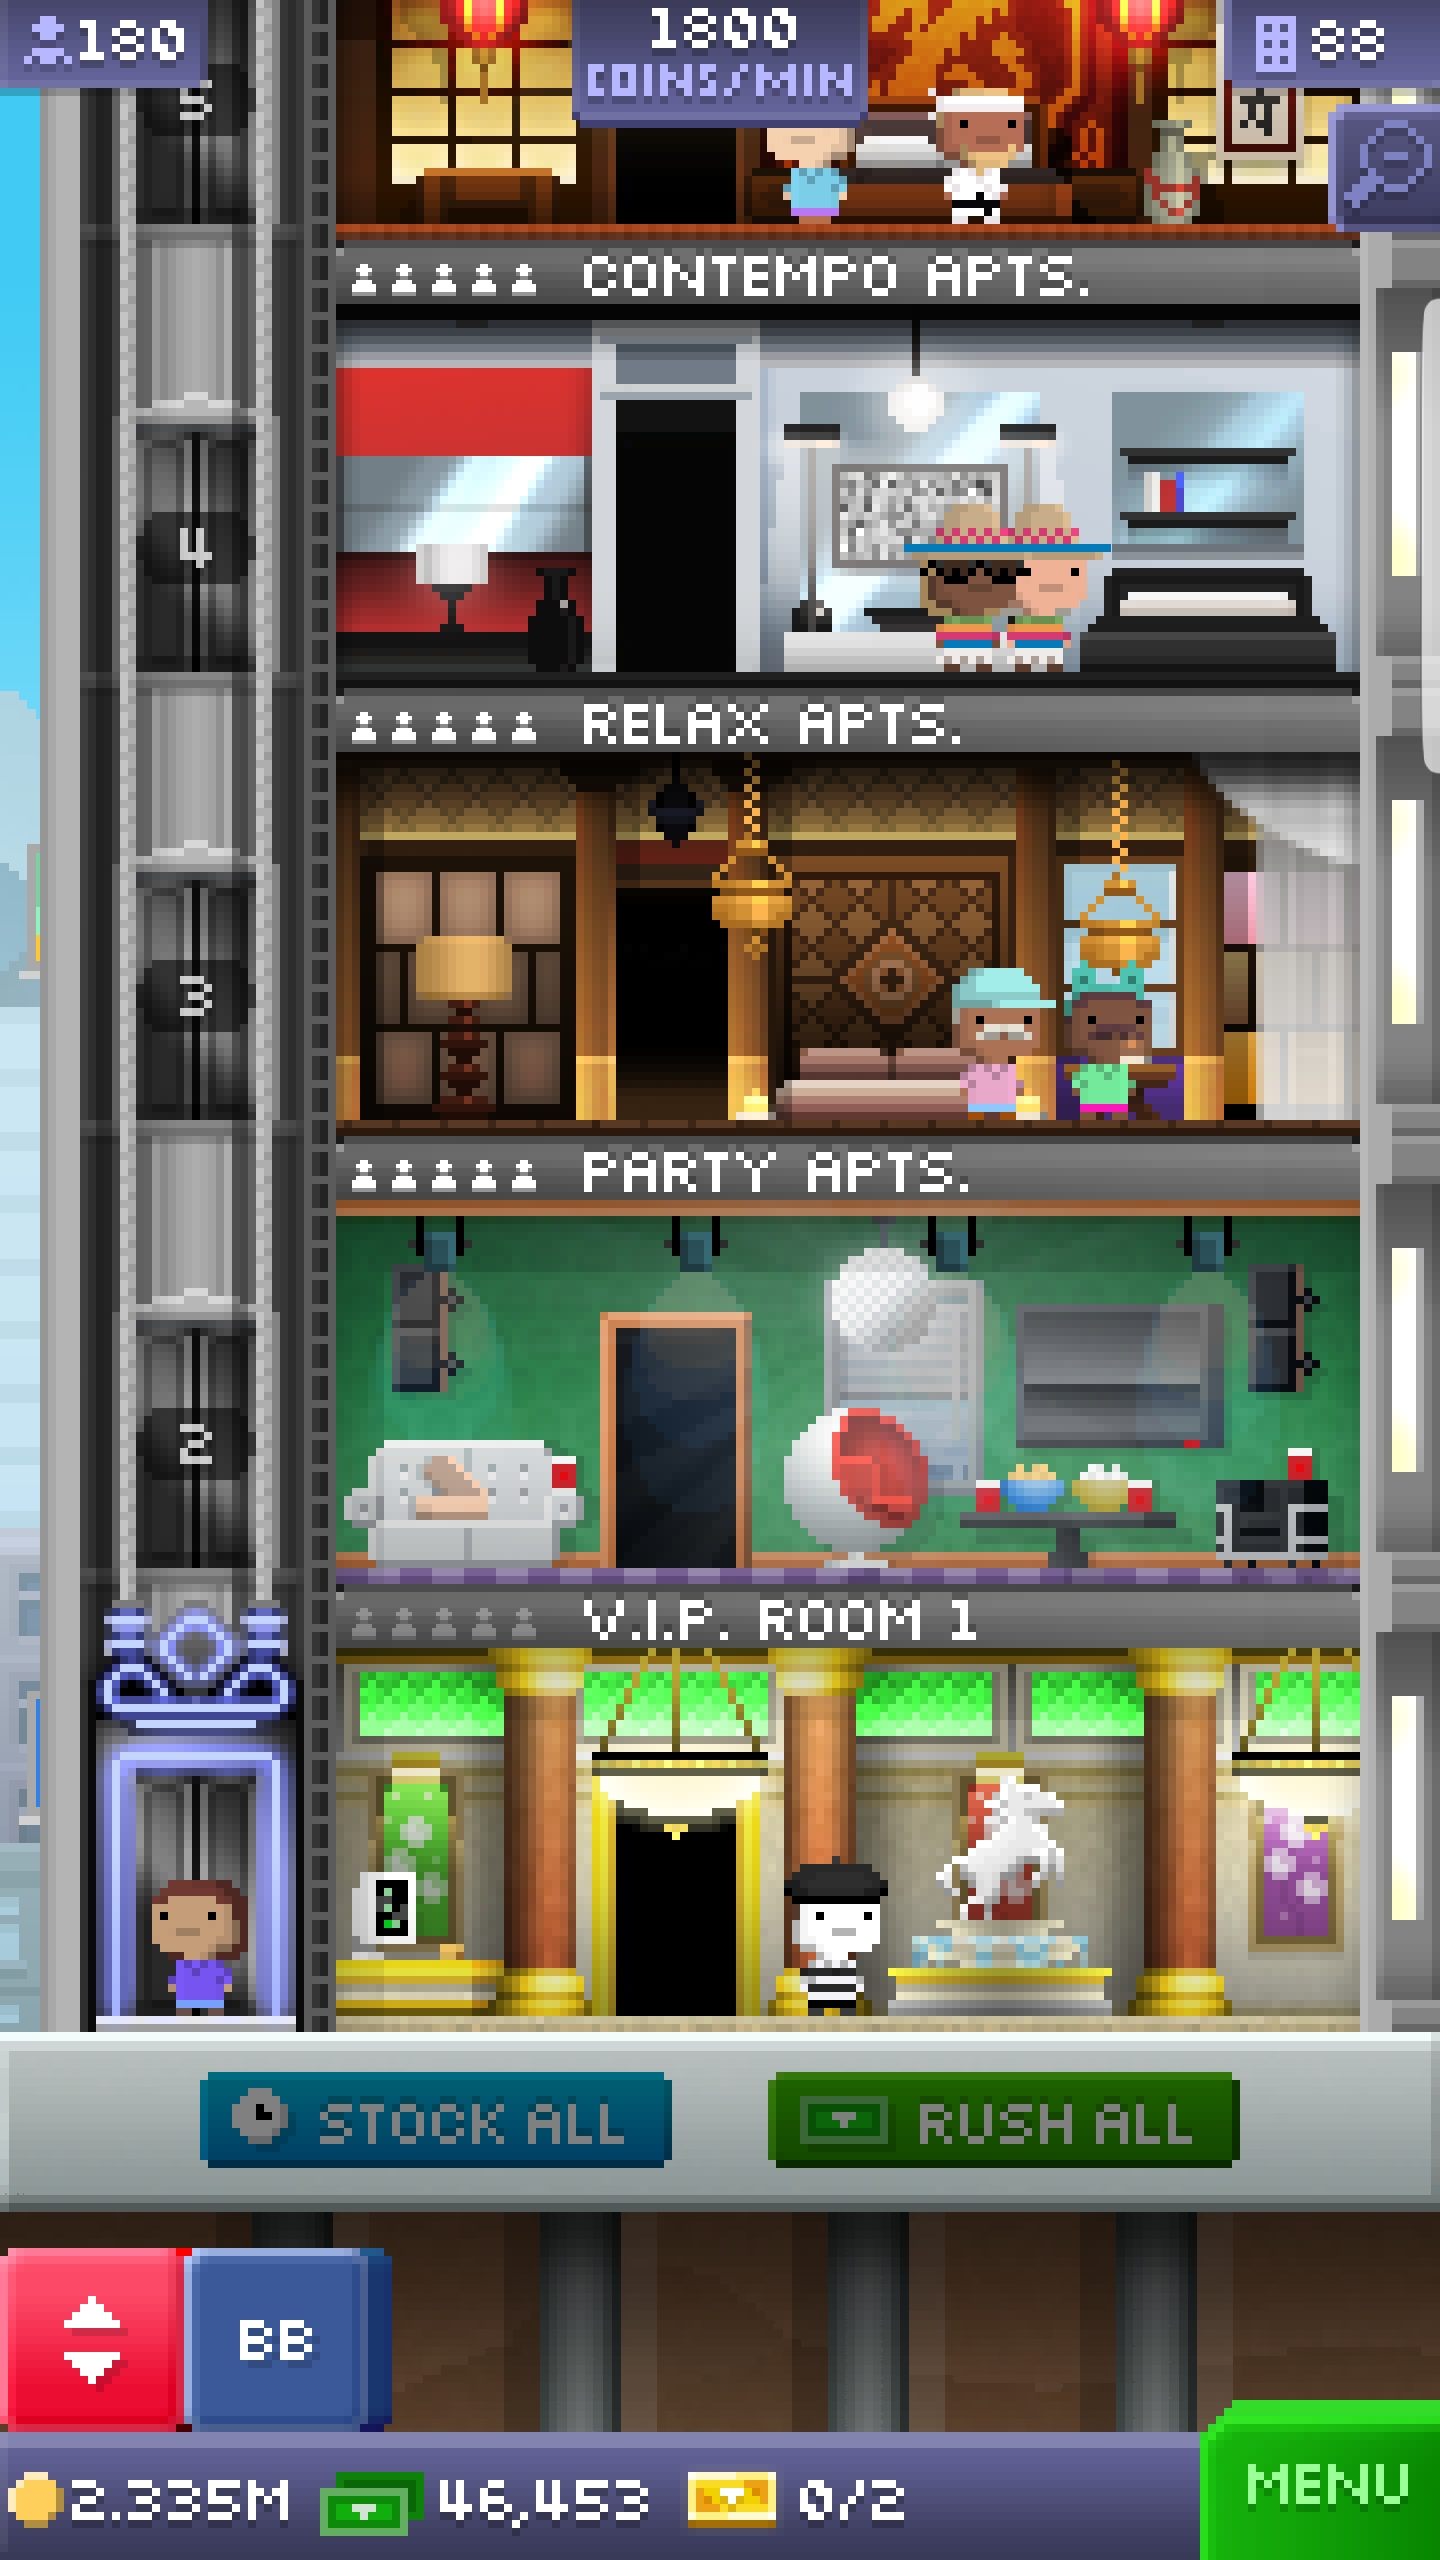 180
1800
COINS/MIN
88
5
CONTEMPO APTS.
4
RELAX APTS.
3
PARTY APTS.
2
V.I.P. ROOM 1
STOCK ALL
RUSH ALL
BB
2.335M
46,453
0/2
MENU